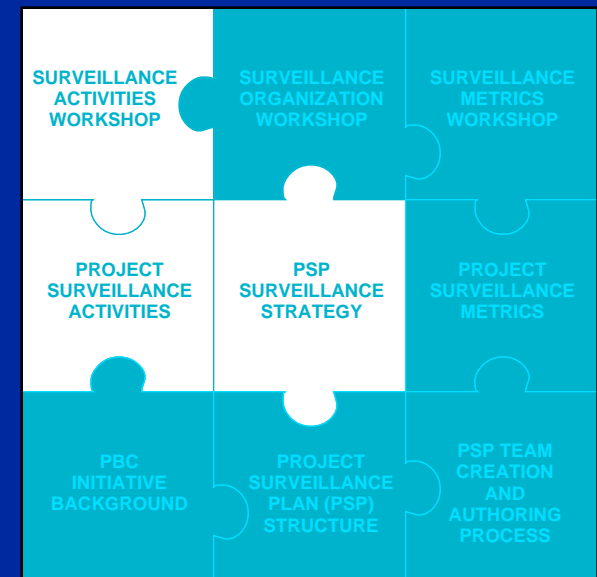 SURVEILLANCE
ACTIVITIES
WORKSHOP
SURVEILLANCE
ORGANIZATION
WORKSHOP
SURVEILLANCE
METRICS
WORKSHOP
PROJECT
SURVEILLANCE
ACTIVITIES
PSP
SURVEILLANCE
STRATEGY
PROJECT
SURVEILLANCE
METRICS
PBC
INITIATIVE
BACKGROUND
PROJECT
SURVEILLANCE
PLAN (PSP)
STRUCTURE
PSP TEAM
CREATION
AND
AUTHORING
PROCESS